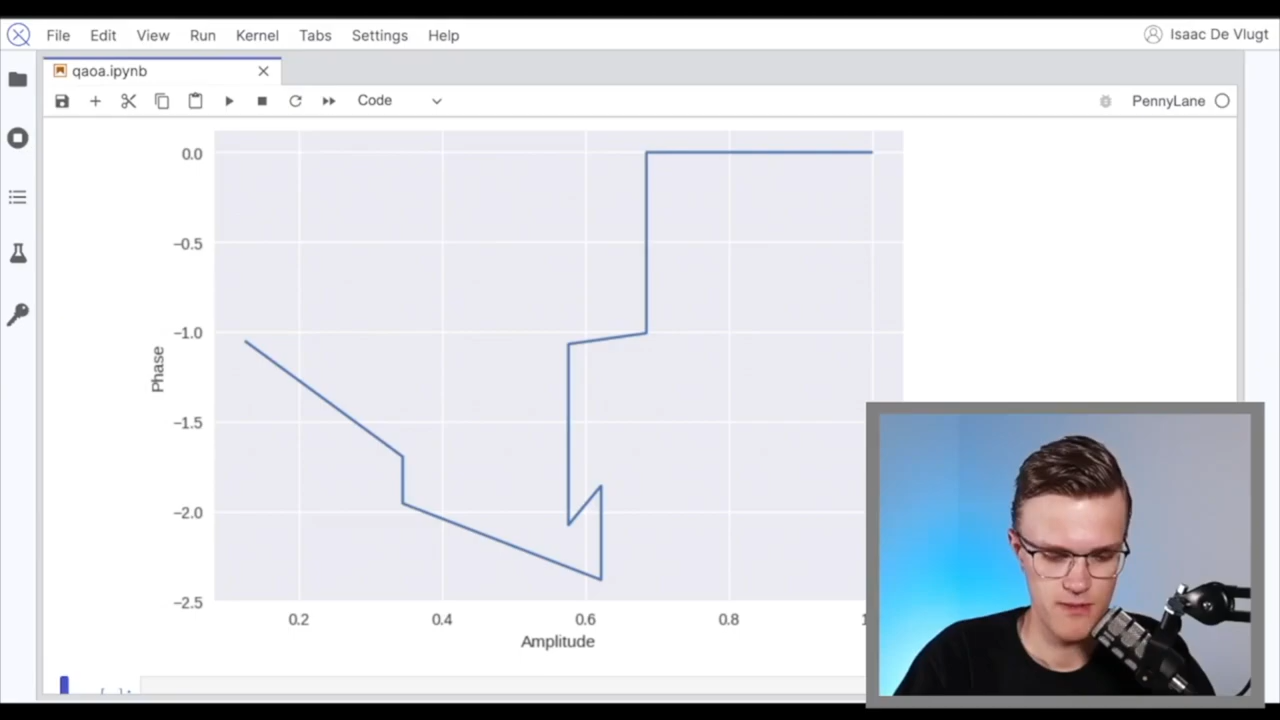 File Edit View Run Kernel Tabs Settings Help
Isaac De Vlugt
qaoa.ipynb
Code
PennyLane
0.0
−0.5
−1.0
−1.5
−2.0
−2.5
Phase
0.2 0.4 0.6 0.8
Amplitude
[ ]: